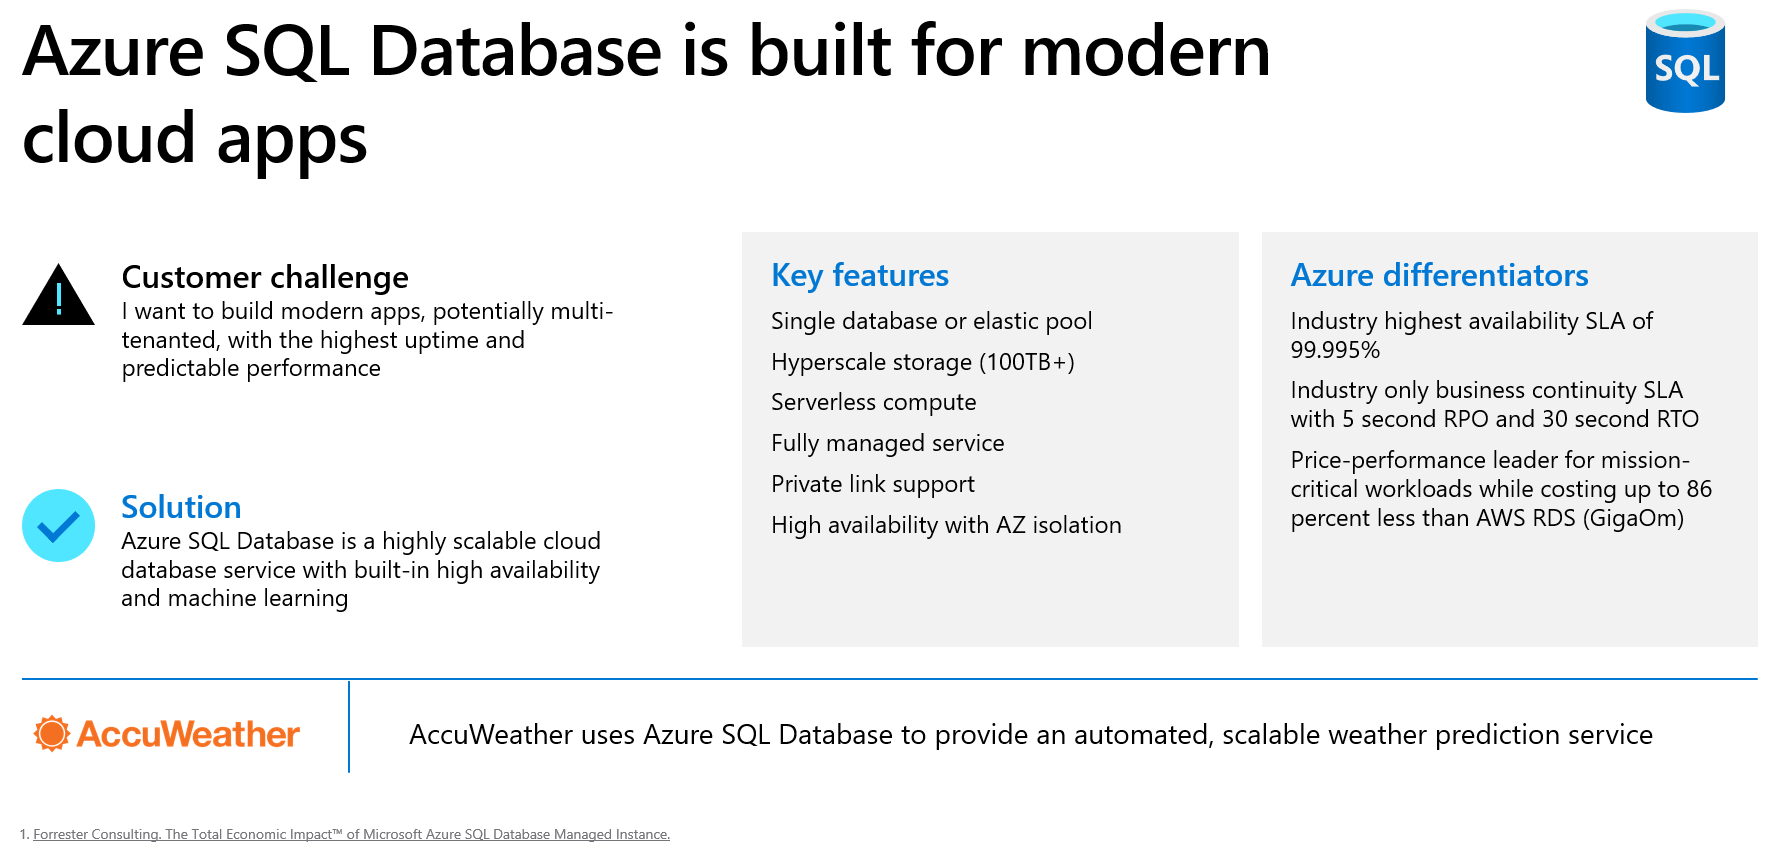 Azure SQL Database is built for modern
cloud apps
SQL
!
Customer challenge
I want to build modern apps, potentially multi-
tenanted, with the highest uptime and
predictable performance
Solution
Azure SQL Database is a highly scalable cloud
database service with built-in high availability
and machine learning
Key features
Single database or elastic pool
Hyperscale storage (100TB+)
Serverless compute
Fully managed service
Private link support
High availability with AZ isolation
Azure differentiators
Industry highest availability SLA of
99.995%
Industry only business continuity SLA
with 5 second RPO and 30 second RTO
Price-performance leader for mission-
critical workloads while costing up to 86
percent less than AWS RDS (GigaOm)
AccuWeather
AccuWeather uses Azure SQL Database to provide an automated, scalable weather prediction service
1. Forrester Consulting. The Total Economic Impact™ of Microsoft Azure SQL Database Managed Instance.